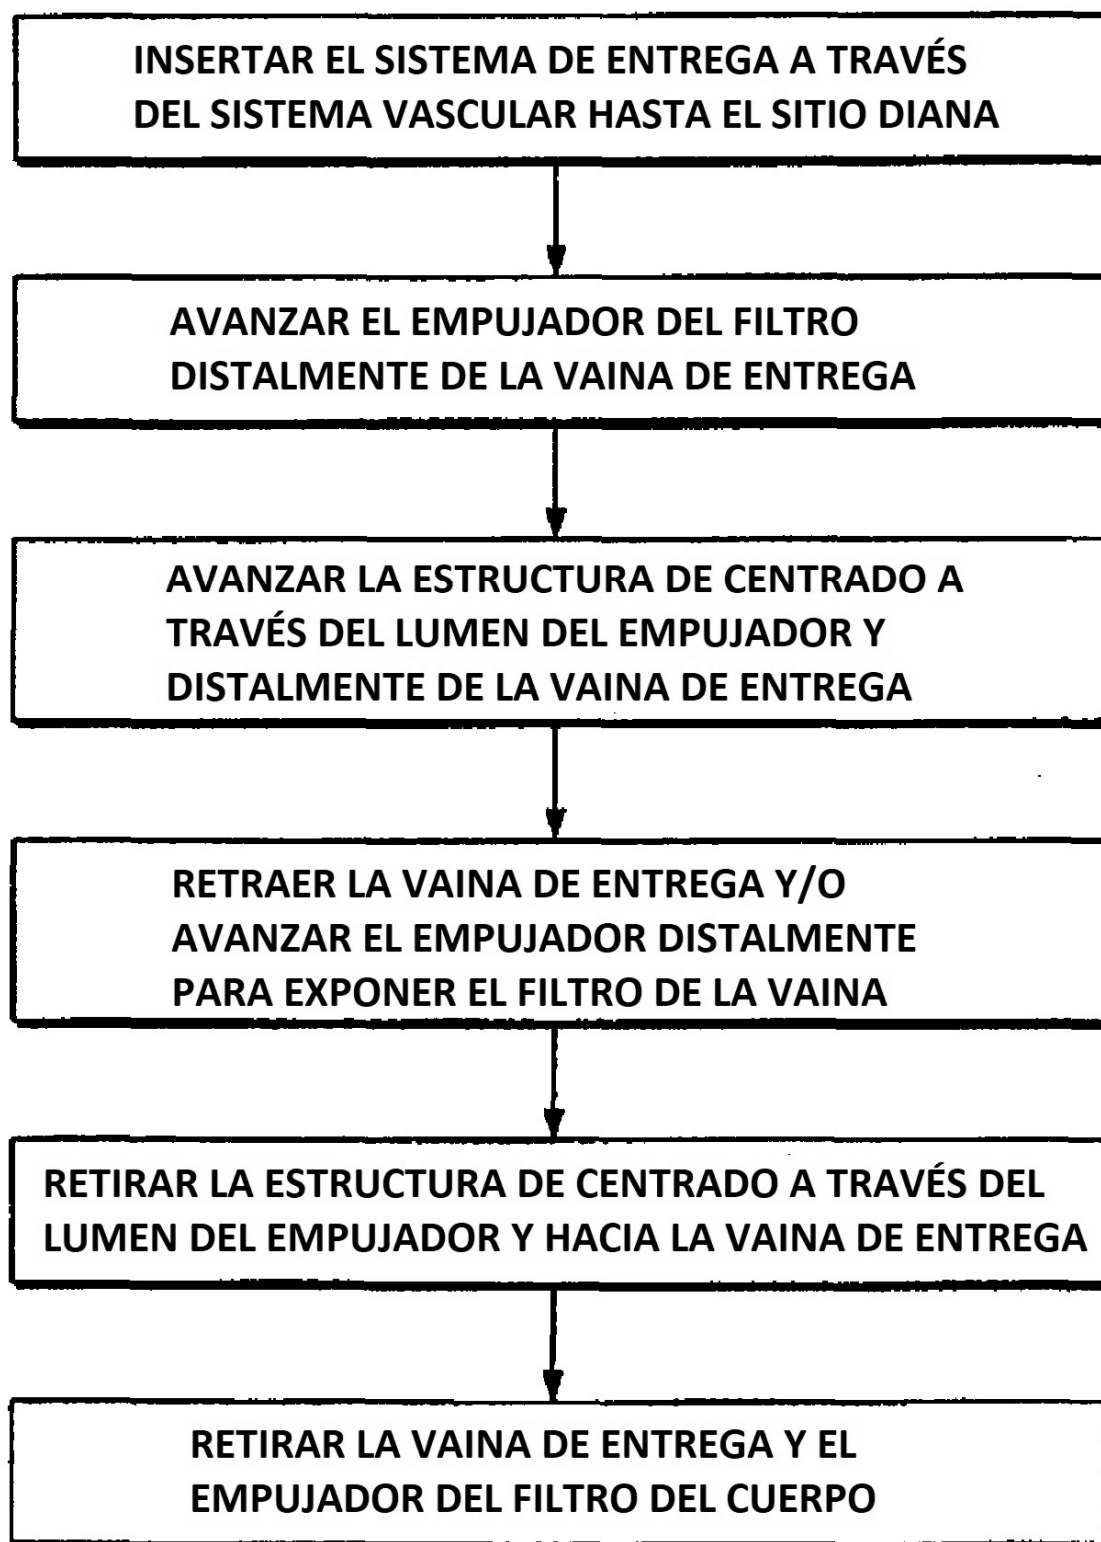 INSERTAR EL SISTEMA DE ENTREGA A TRAVÉS
DEL SISTEMA VASCULAR HASTA EL SITIO DIANA
AVANZAR EL EMPUJADOR DEL FILTRO
DISTALMENTE DE LA VAINA DE ENTREGA
AVANZAR LA ESTRUCTURA DE CENTRADO A
TRAVÉS DEL LUMEN DEL EMPUJADOR Y
DISTALMENTE DE LA VAINA DE ENTREGA
RETRAER LA VAINA DE ENTREGA Y/O
AVANZAR EL EMPUJADOR DISTALMENTE
PARA EXPONER EL FILTRO DE LA VAINA
RETIRAR LA ESTRUCTURA DE CENTRADO A TRAVÉS DEL
LUMEN DEL EMPUJADOR Y HACIA LA VAINA DE ENTREGA
RETIRAR LA VAINA DE ENTREGA Y EL
EMPUJADOR DEL FILTRO DEL CUERPO